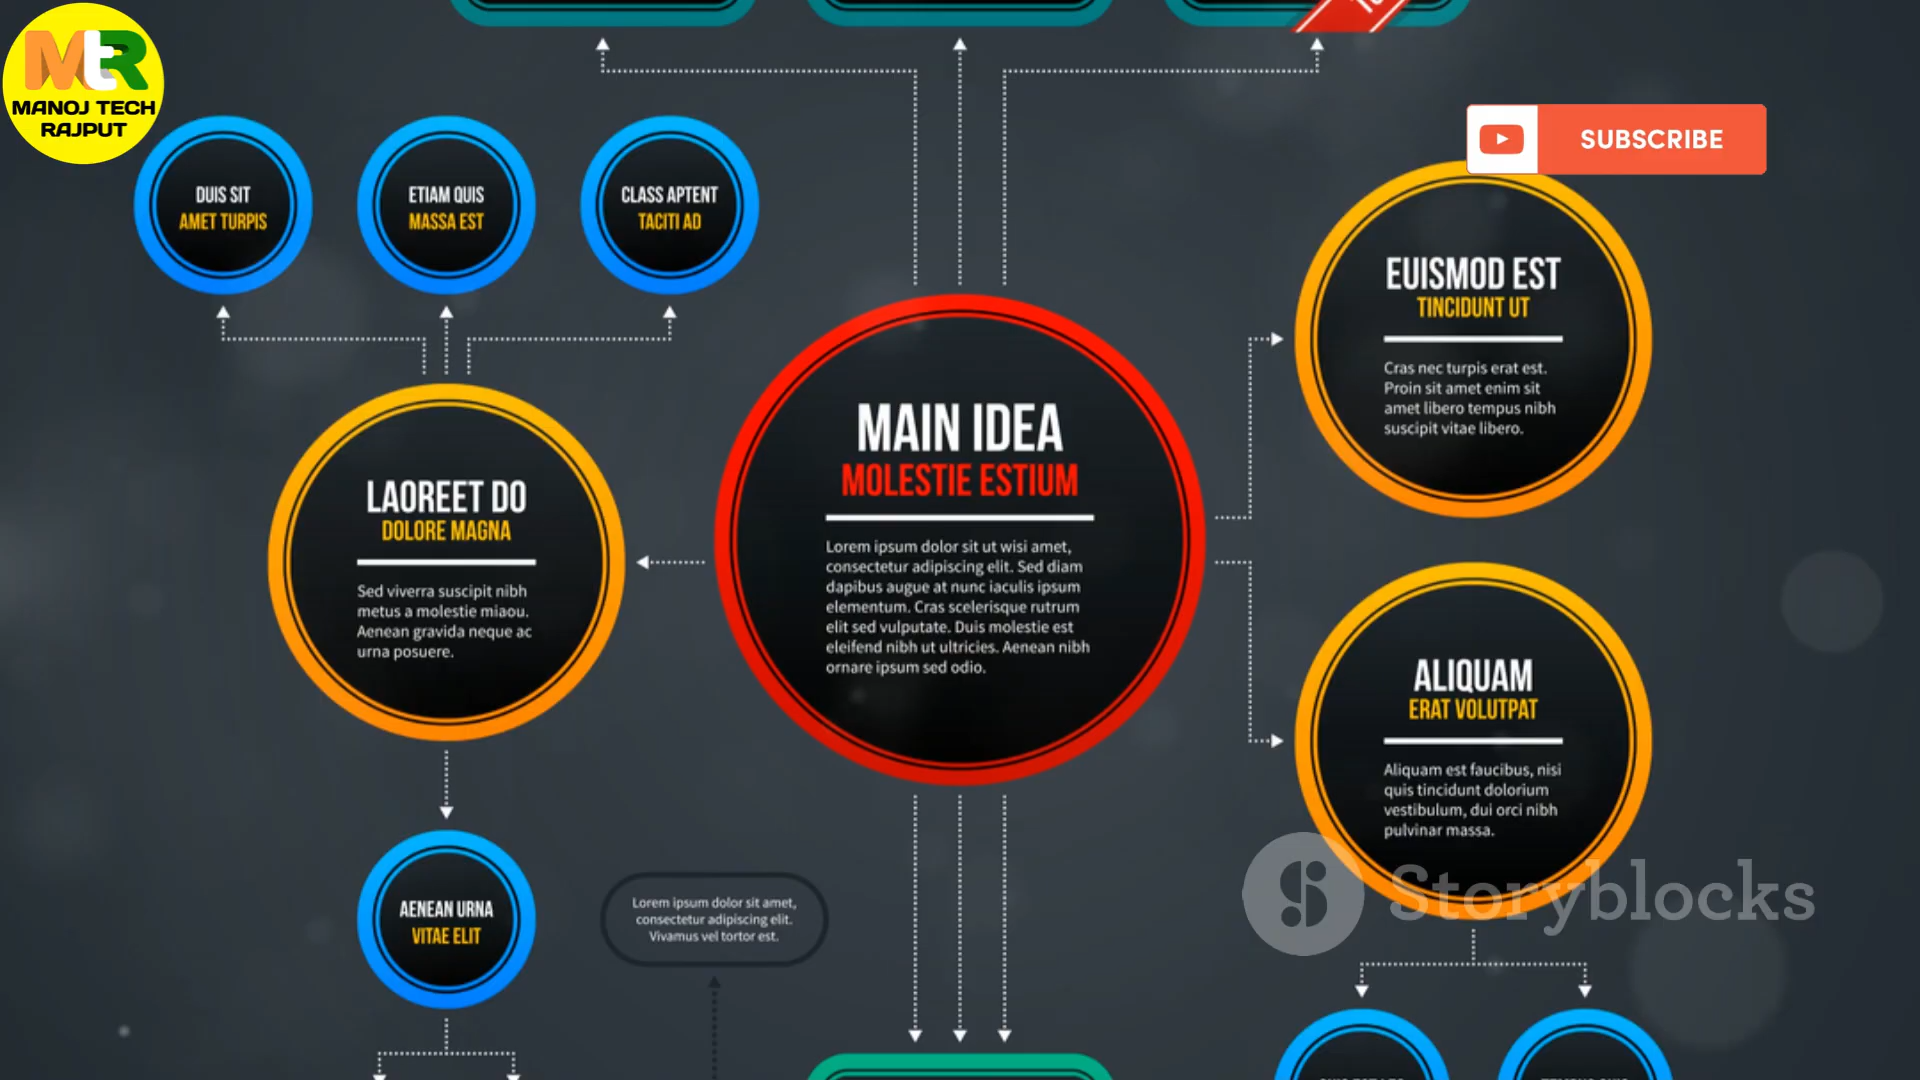 MtR
MANOJ TECH
RAJPUT
SUBSCRIBE
DUIS SIT
AMET TURPIS
ETIAM QUIS
MASSA EST
CLASS APTENT
TACITI AD
EUISMOD EST
TINCIDUNT UT
Cras nec turpis erat est.
Proin sit amet enim sit
amet libero tempus nibh
suscipit vitae libero.
MAIN IDEA
MOLESTIE ESTIUM
Lorem ipsum dolor sit ut wisi amet,
consectetur adipiscing elit. Sed diam
dapibus augue at nunc iaculis ipsum
elementum. Cras scelerisque rutrum
elit sed vulputate. Duis molestie est
eleifend nibh ut ultricies. Aenean nibh
ornare ipsum sed odio.
LAOREET DO
DOLORE MAGNA
Sed viverra suscipit nibh
metus a molestie miaou.
Aenean gravida neque ac
urna posuere.
ALIQUAM
ERAT VOLUTPAT
Aliquam est faucibus, nisi
quis tincidunt dolorium
vestibulum, dui orci nibh
pulvinar massa.
AENEAN URNA
VITAE ELIT
Lorem ipsum dolor sit amet,
consectetur adipiscing elit.
Vivamus vel tortor est.
Storyblocks